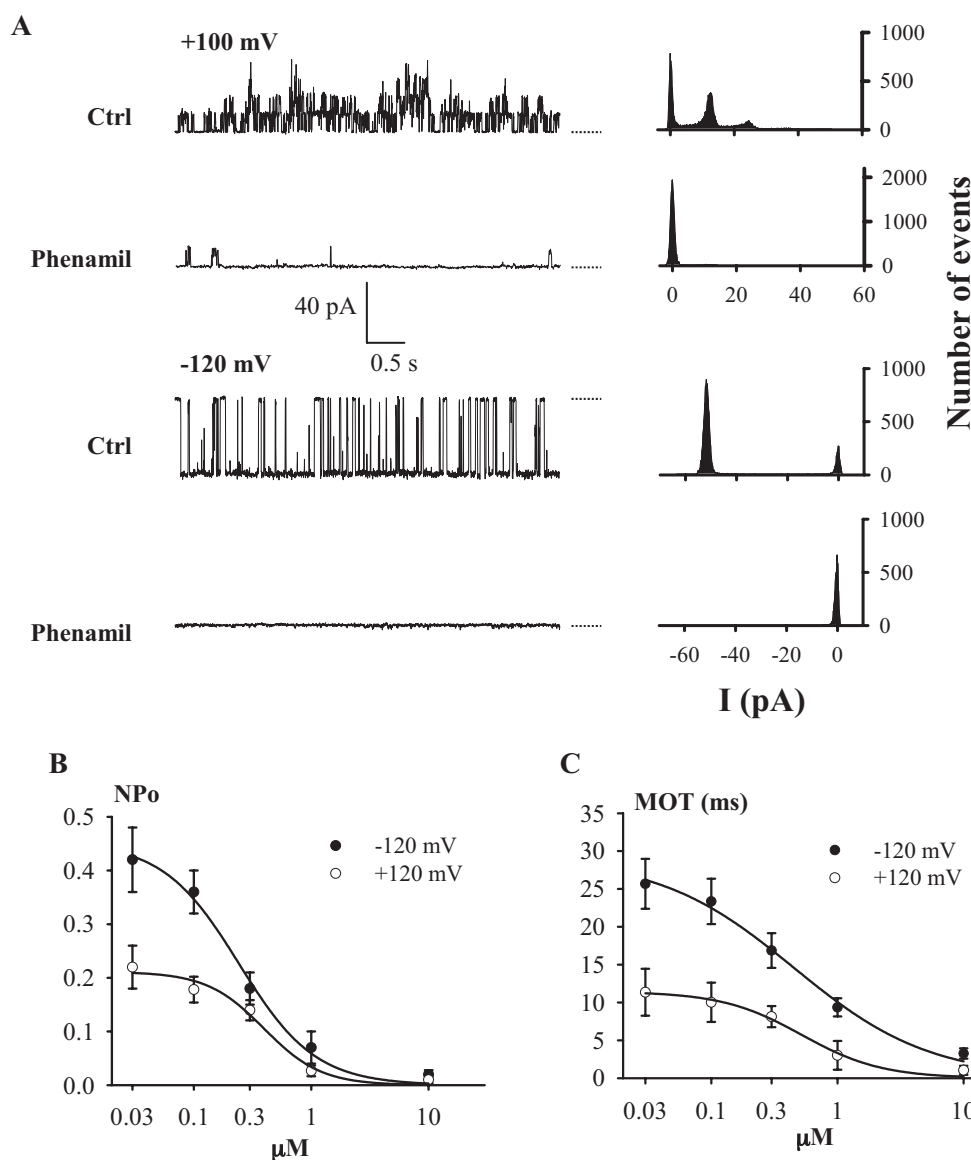 A
+100 mV
Ctrl
1000
500
0
Phenamil
2000
1000
0
0 20 40 60
40 pA
0.5 s
-120 mV
Ctrl
1000
500
0
Phenamil
1000
500
0
-60 -40 -20 0
I (pA)
Number of events
B
NPo
0.5
0.4
0.3
0.2
0.1
0.0
-120 mV
+120 mV
0.03 0.1 0.3 1 10
µM
C
MOT (ms)
35
30
25
20
15
10
5
0
-120 mV
+120 mV
0.03 0.1 0.3 1 10
µM